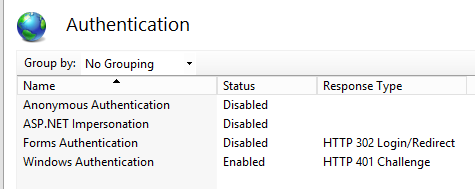 Authentication
Group by: No Grouping
Name Status Response Type
Anonymous Authentication Disabled
ASP.NET Impersonation Disabled
Forms Authentication Disabled HTTP 302 Login/Redirect
Windows Authentication Enabled HTTP 401 Challenge